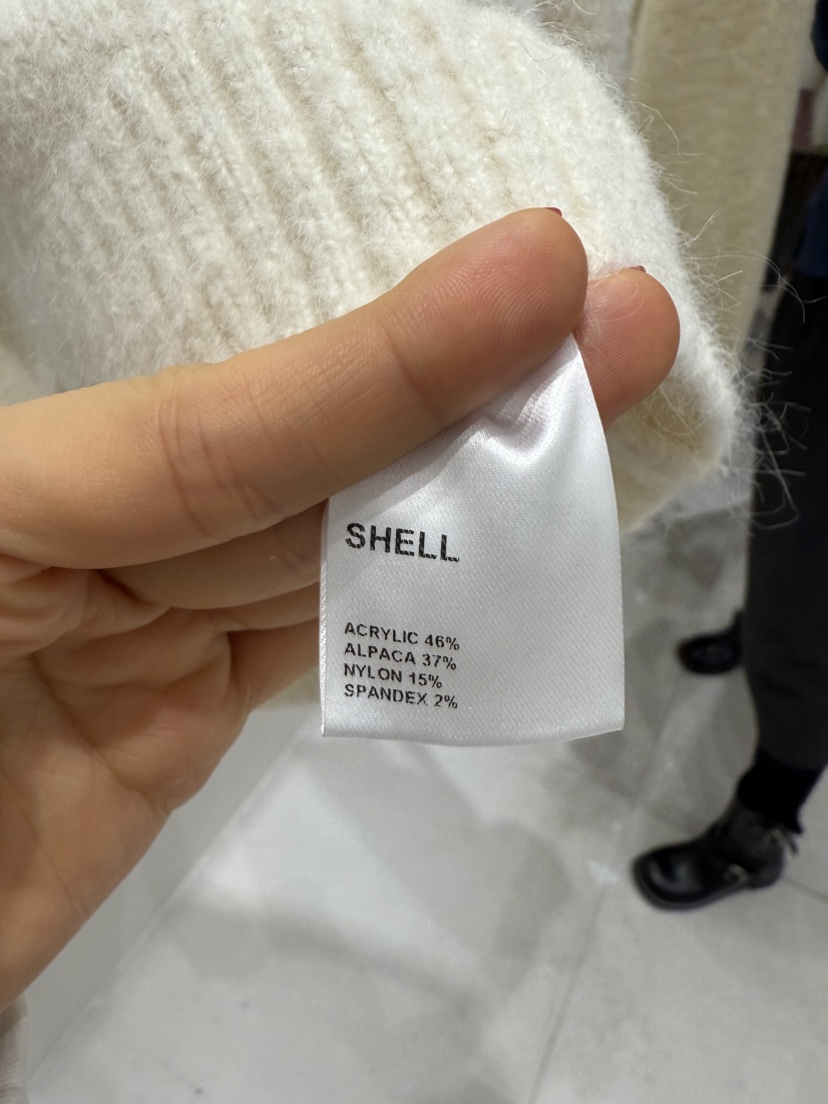 SHELL
ACRYLIC 46%
ALPACA 37%
NYLON 15%
SPANDEX 2%